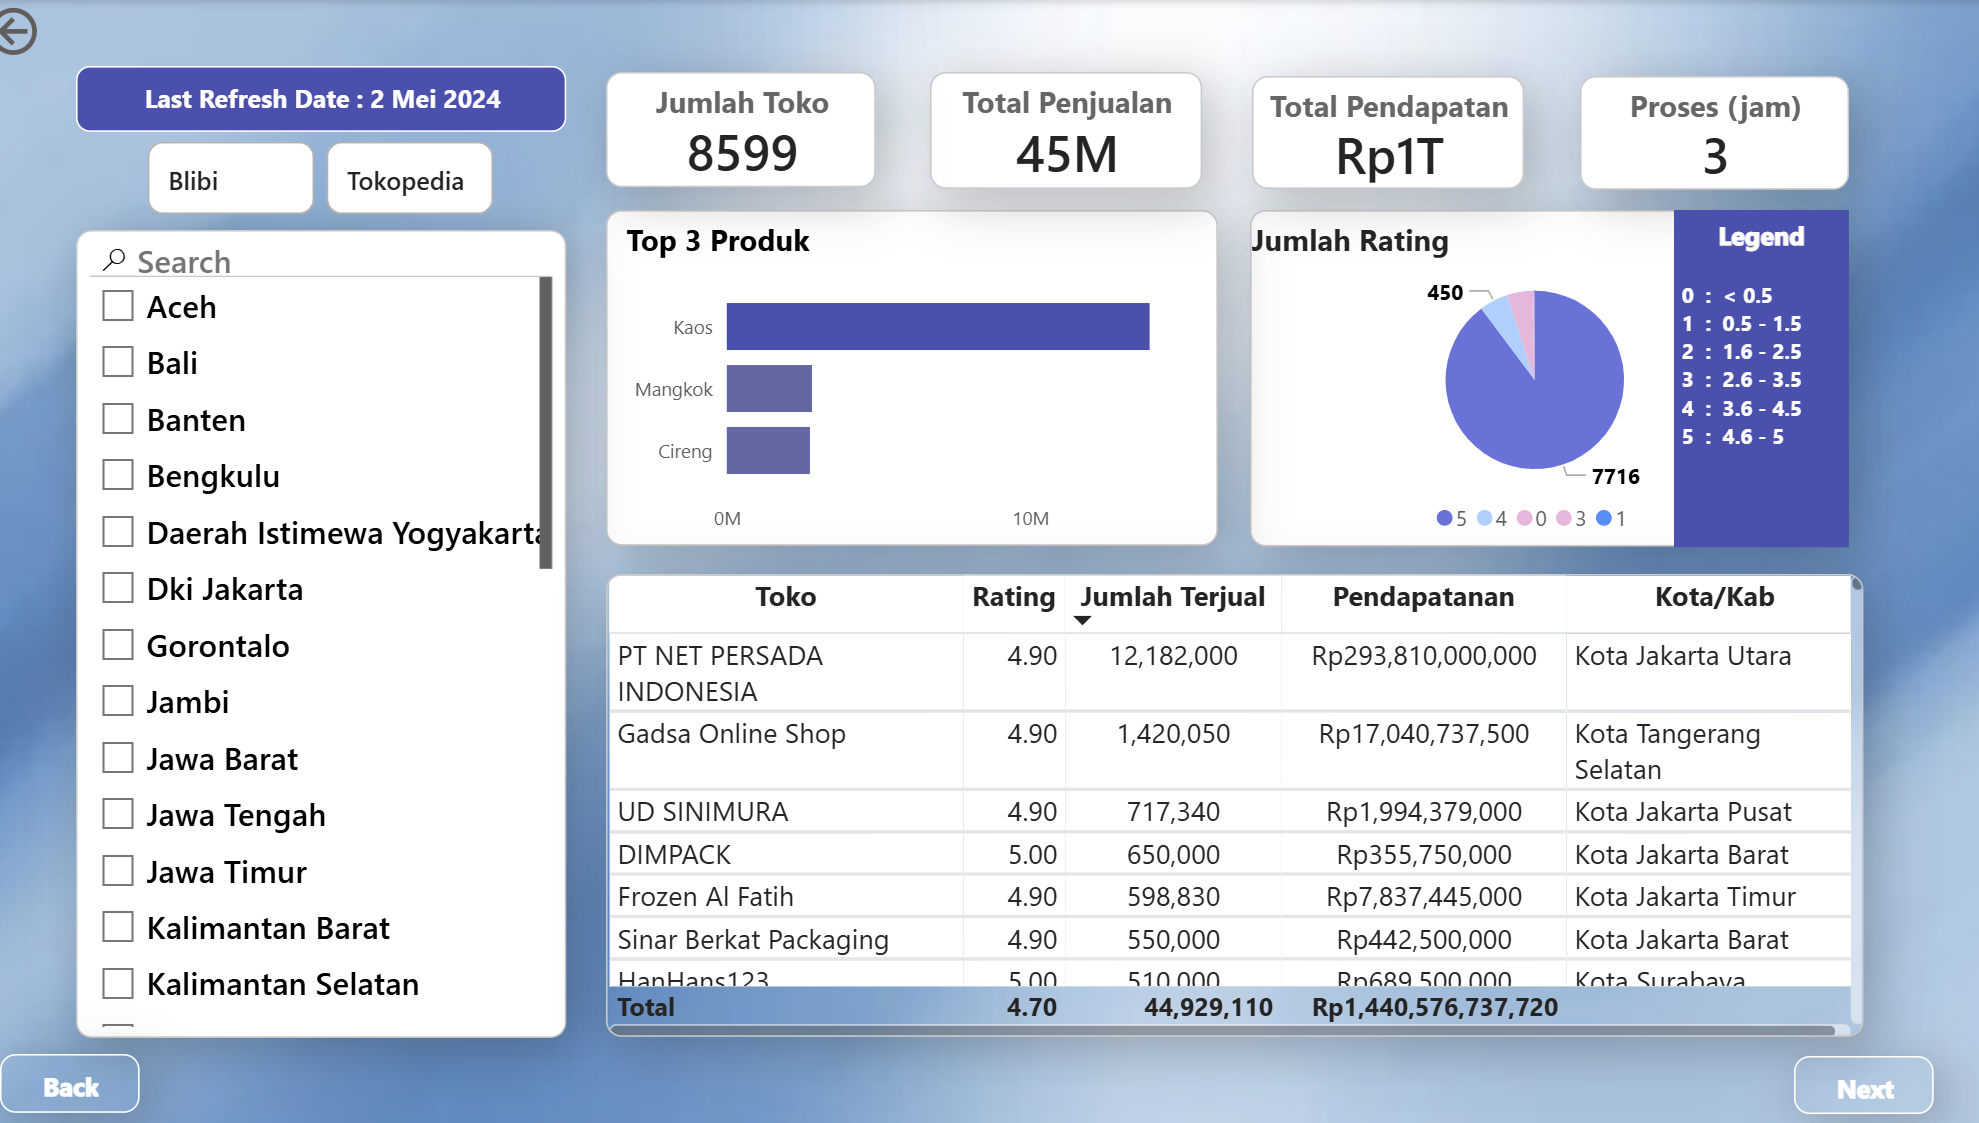 Last Refresh Date : 2 Mei 2024
Blibi
Tokopedia
Search
Aceh
Bali
Banten
Bengkulu
Daerah Istimewa Yogyakarta
Dki Jakarta
Gorontalo
Jambi
Jawa Barat
Jawa Tengah
Jawa Timur
Kalimantan Barat
Kalimantan Selatan
Jumlah Toko
8599
Total Penjualan
45M
Total Pendapatan
Rp1T
Proses (jam)
3
Top 3 Produk
Kaos
Mangkok
Cireng
0M 10M
Jumlah Rating
450
7716
5 4 0 3 1
Legend
0 : < 0.5
1 : 0.5 - 1.5
2 : 1.6 - 2.5
3 : 2.6 - 3.5
4 : 3.6 - 4.5
5 : 4.6 - 5
Toko Rating Jumlah Terjual Pendapatanan Kota/Kab
PT NET PERSADA 4.90 12,182,000 Rp293,810,000,000 Kota Jakarta Utara
INDONESIA
Gadsa Online Shop 4.90 1,420,050 Rp17,040,737,500 Kota Tangerang
Selatan
UD SINIMURA 4.90 717,340 Rp1,994,379,000 Kota Jakarta Pusat
DIMPACK 5.00 650,000 Rp355,750,000 Kota Jakarta Barat
Frozen Al Fatih 4.90 598,830 Rp7,837,445,000 Kota Jakarta Timur
Sinar Berkat Packaging 4.90 550,000 Rp442,500,000 Kota Jakarta Barat
HanHans123 5.00 510,000 Rp689,500,000 Kota Surabaya
Total 4.70 44,929,110 Rp1,440,576,737,720
Back
Next